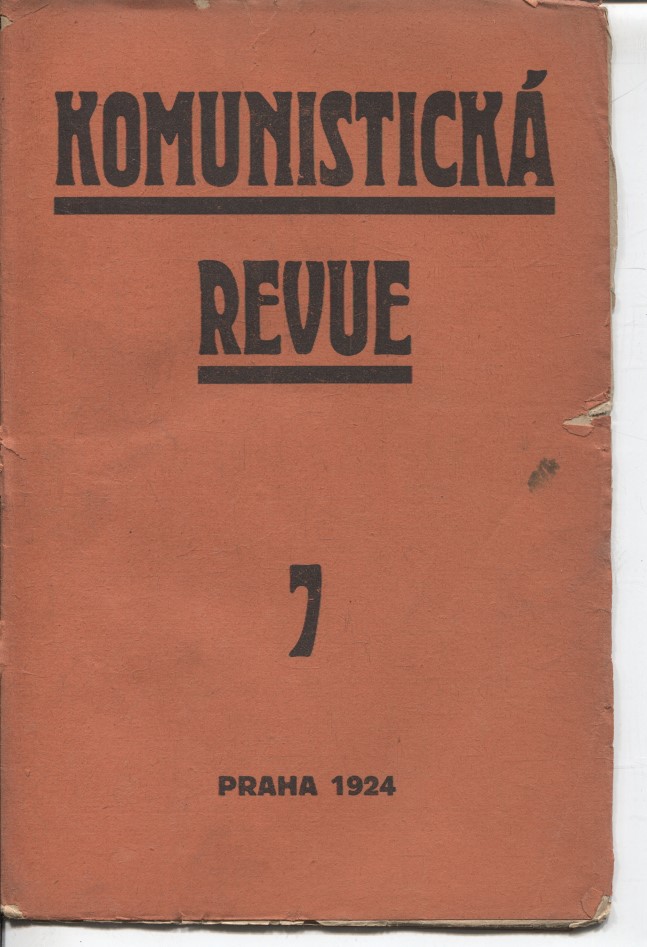 KOMUNISTICKÁ
REVUE
7
PRAHA 1924